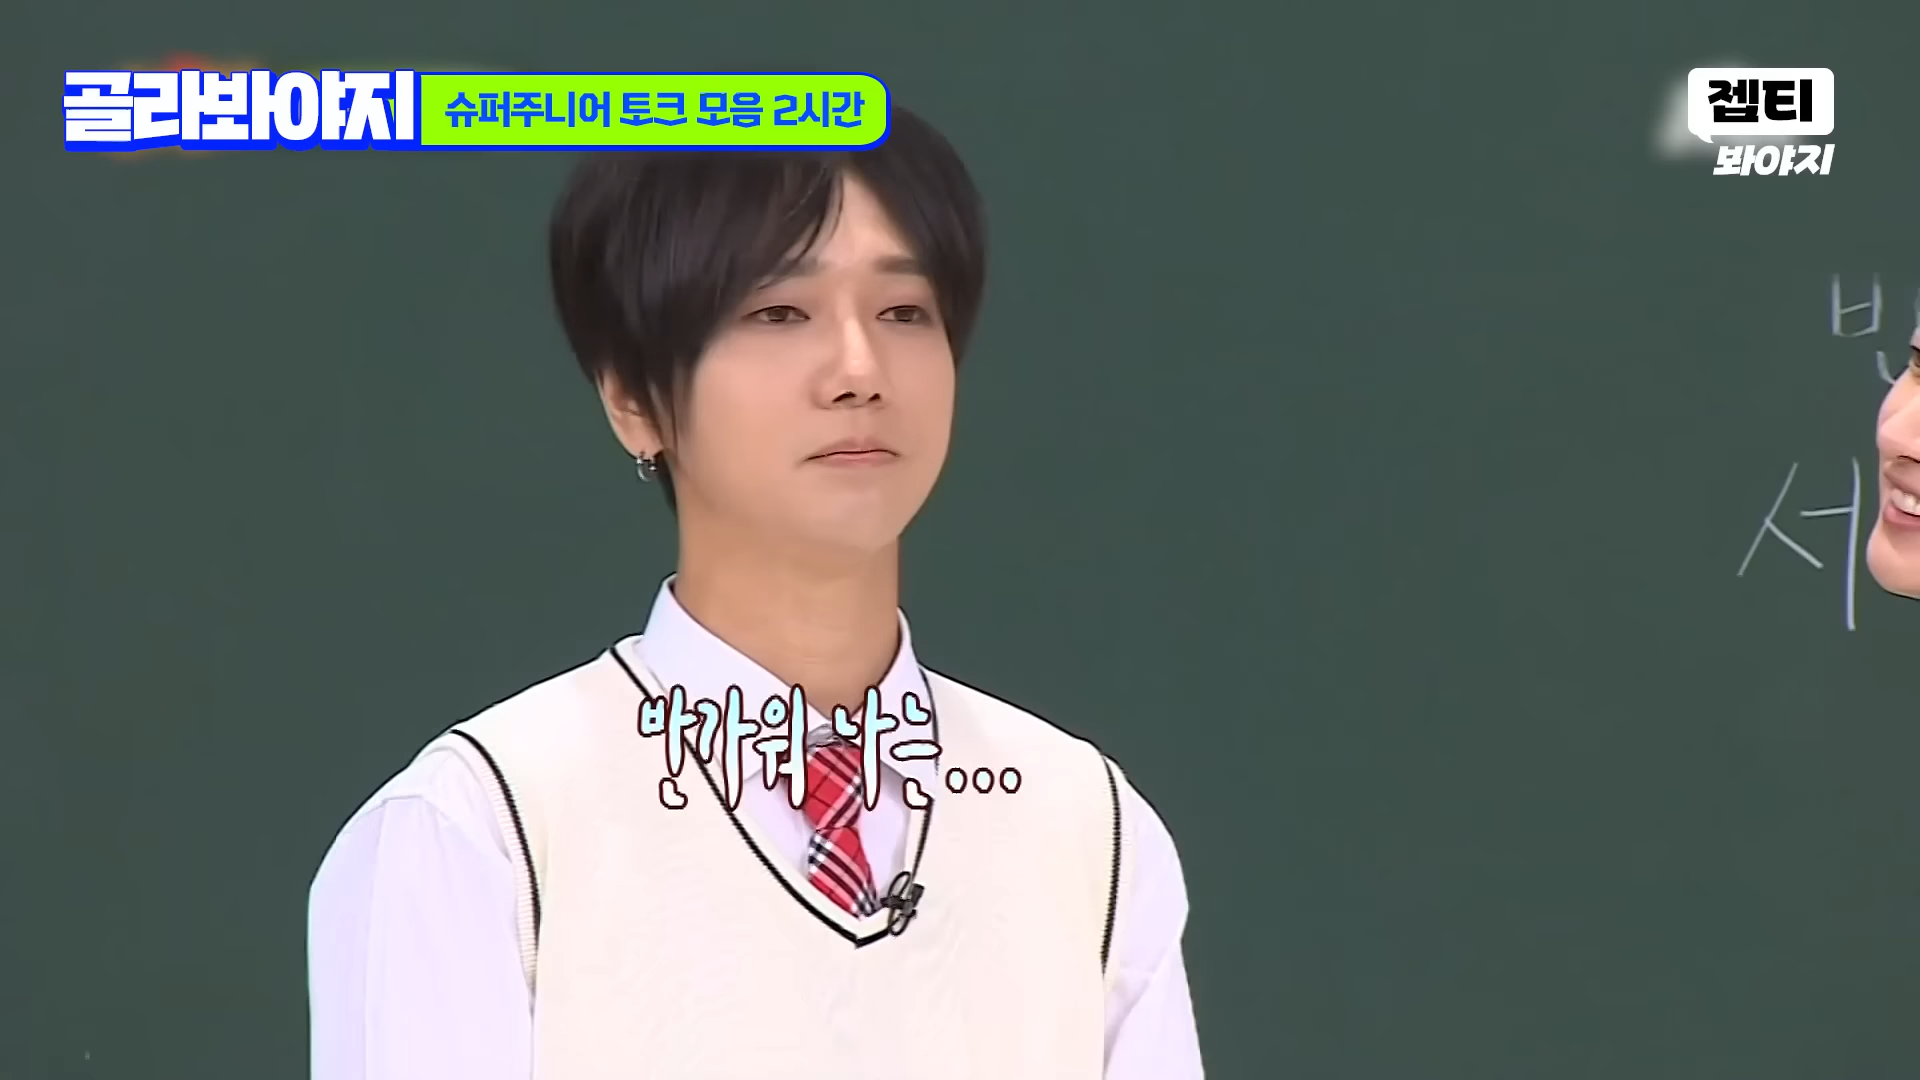 골라봐야지 슈퍼주니어 토크 모음 2시간
젭티
봐야지
서
반가워 나는...